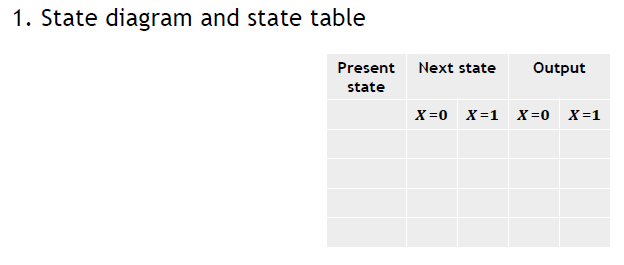 1. State diagram and state table
Present state Next state Output
X=0 X=1 X=0 X=1